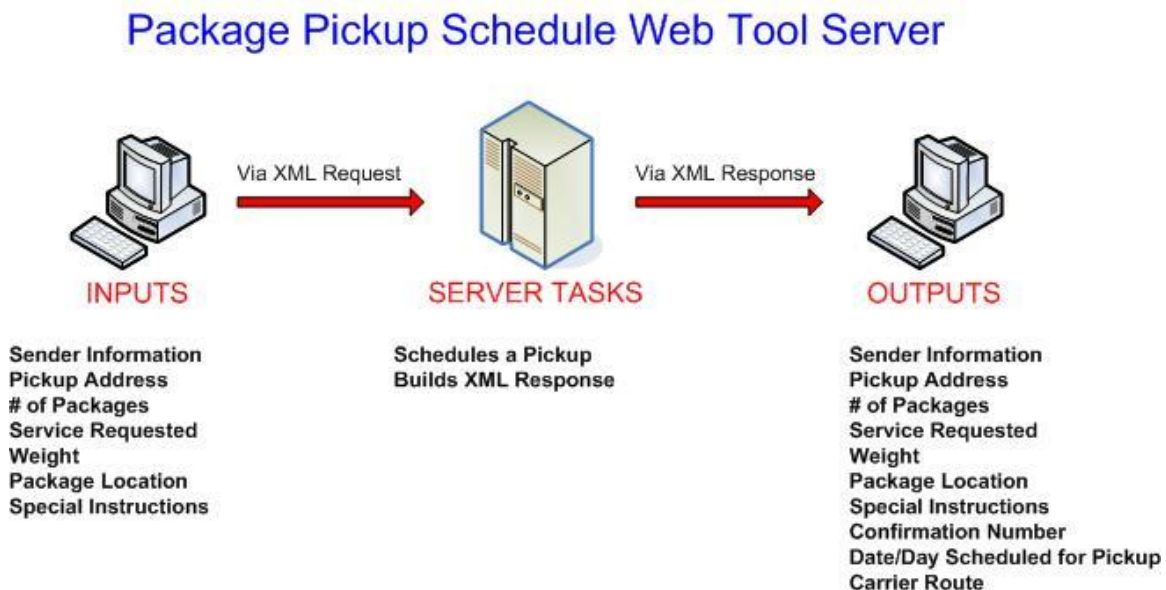 Package Pickup Schedule Web Tool Server
Via XML Request
Via XML Response
INPUTS
SERVER TASKS
OUTPUTS
Sender Information
Pickup Address
# of Packages
Service Requested
Weight
Package Location
Special Instructions
Schedules a Pickup
Builds XML Response
Sender Information
Pickup Address
# of Packages
Service Requested
Weight
Package Location
Special Instructions
Confirmation Number
Date/Day Scheduled for Pickup
Carrier Route